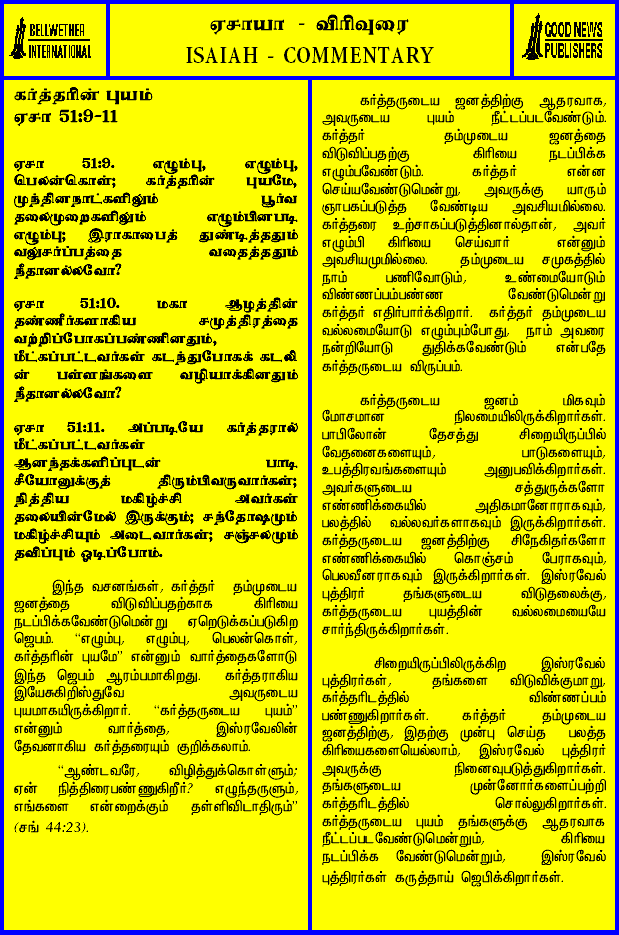 BELLWETHER
INTERNATIONAL
ஏசாயா - விரிவுரை
ISAIAH - COMMENTARY
GOOD NEWS
PUBLISHERS
கர்த்தரின் புயம்
ஏசா 51:9-11
ஏசா 51:9. எழும்பு, எழும்பு,
பெலன்கொள்; கர்த்தரின் புயமே,
முந்தினநாட்களிலும் பூர்வ
தலைமுறைகளிலும் எழும்பினபடி
எழும்பு; இராகாபைத் துண்டித்ததும்
வலுசர்ப்பத்தை வதைத்ததும்
நீதானல்லவோ?
ஏசா 51:10. மகா ஆழத்தின்
தண்ணீர்களாகிய சமுத்திரத்தை
வற்றிப்போகப்பண்ணினதும்,
மீட்கப்பட்டவர்கள் கடந்துபோகக் கடலி
ன் பள்ளங்களை வழியாக்கினதும்
நீதானல்லவோ?
ஏசா 51:11. அப்படியே கர்த்தரால்
மீட்கப்பட்டவர்கள்
ஆனந்தக்களிப்புடன் பாடி
சீயோனுக்குத் திரும்பிவருவார்கள்;
நித்திய மகிழ்ச்சி அவர்கள்
தலையின்மேல் இருக்கும்; சந்தோஷமும்
மகிழ்ச்சியும் அடைவார்கள்; சஞ்சலமும்
தவிப்பும் ஓடிப்போம்.
இந்த வசனங்கள், கர்த்தர் தம்முடைய
ஜனத்தை விடுவிப்பதற்காக கிரியை
நடப்பிக்கவேண்டுமென்று ஏறெடுக்கப்படுகிற
ஜெபம். “எழும்பு, எழும்பு, பெலன்கொள்,
கர்த்தரின் புயமே” என்னும் வார்த்தைகளோடு
இந்த ஜெபம் ஆரம்பமாகிறது. கர்த்தராகிய
இயேசுகிறிஸ்துவே அவருடைய
புயமாகயிருக்கிறார். “கர்த்தருடைய புயம்”
என்னும் வார்த்தை, இஸ்ரவேலின்
தேவனாகிய கர்த்தரையும் குறிக்கலாம்.
“ஆண்டவரே, விழித்துக்கொள்ளும்;
ஏன் நித்திரைபண்ணுகிறீர்? எழுந்தருளும்,
எங்களை என்றைக்கும் தள்ளிவிடாதிரும்”
(சங் 44:23).
கர்த்தருடைய ஜனத்திற்கு ஆதரவாக,
அவருடைய புயம் நீட்டப்படவேண்டும்.
கர்த்தர் தம்முடைய ஜனத்தை
விடுவிப்பதற்கு கிரியை நடப்பிக்க
எழும்பவேண்டும். கர்த்தர் என்ன
செய்யவேண்டுமென்று, அவருக்கு யாரும்
ஞாபகப்படுத்த வேண்டிய அவசியமில்லை.
கர்த்தரை உற்சாகப்படுத்தினால்தான், அவர்
எழும்பி கிரியை செய்வார் என்னும்
அவசியமுமில்லை. தம்முடைய சமுகத்தில்
நாம் பணிவோடும், உண்மையோடும்
விண்ணப்பம்பண்ண வேண்டுமென்று
கர்த்தர் எதிர்பார்க்கிறார். கர்த்தர் தம்முடைய
வல்லமையோடு எழும்பும்போது, நாம் அவரை
நன்றியோடு துதிக்கவேண்டும் என்பதே
கர்த்தருடைய விருப்பம்.
கர்த்தருடைய ஜனம் மிகவும்
மோசமான நிலமையிலிருக்கிறார்கள்.
பாபிலோன் தேசத்து சிறையிருப்பில்
வேதனைகளையும், பாடுகளையும்,
உபத்திரவங்களையும் அனுபவிக்கிறார்கள்.
அவர்களுடைய சத்துருக்களோ
எண்ணிக்கையில் அதிகமானோராகவும்,
பலத்தில் வல்லவர்களாகவும் இருக்கிறார்கள்.
கர்த்தருடைய ஜனத்திற்கு சிநேகிதர்களோ
எண்ணிக்கையில் கொஞ்சம் பேராகவும்,
பெலவீனராகவும் இருக்கிறார்கள். இஸ்ரவேல்
புத்திரர் தங்களுடைய விடுதலைக்கு,
கர்த்தருடைய புயத்தின் வல்லமையையே
சார்ந்திருக்கிறார்கள்.
சிறையிருப்பிலிருக்கிற இஸ்ரவேல்
புத்திரர்கள், தங்களை விடுவிக்குமாறு,
கர்த்தரிடத்தில் விண்ணப்பம்
பண்ணுகிறார்கள். கர்த்தர் தம்முடைய
ஜனத்திற்கு, இதற்கு முன்பு செய்த பலத்த
கிரியைகளையெல்லாம், இஸ்ரவேல் புத்திரர்
அவருக்கு நினைவுபடுத்துகிறார்கள்.
தங்களுடைய முன்னோர்களைப்பற்றி
கர்த்தரிடத்தில் சொல்லுகிறார்கள்.
கர்த்தருடைய புயம் தங்களுக்கு ஆதரவாக
நீட்டப்படவேண்டுமென்றும், கிரியை
நடப்பிக்க வேண்டுமென்றும், இஸ்ரவேல்
புத்திரர்கள் கருத்தாய் ஜெபிக்கிறார்கள்.